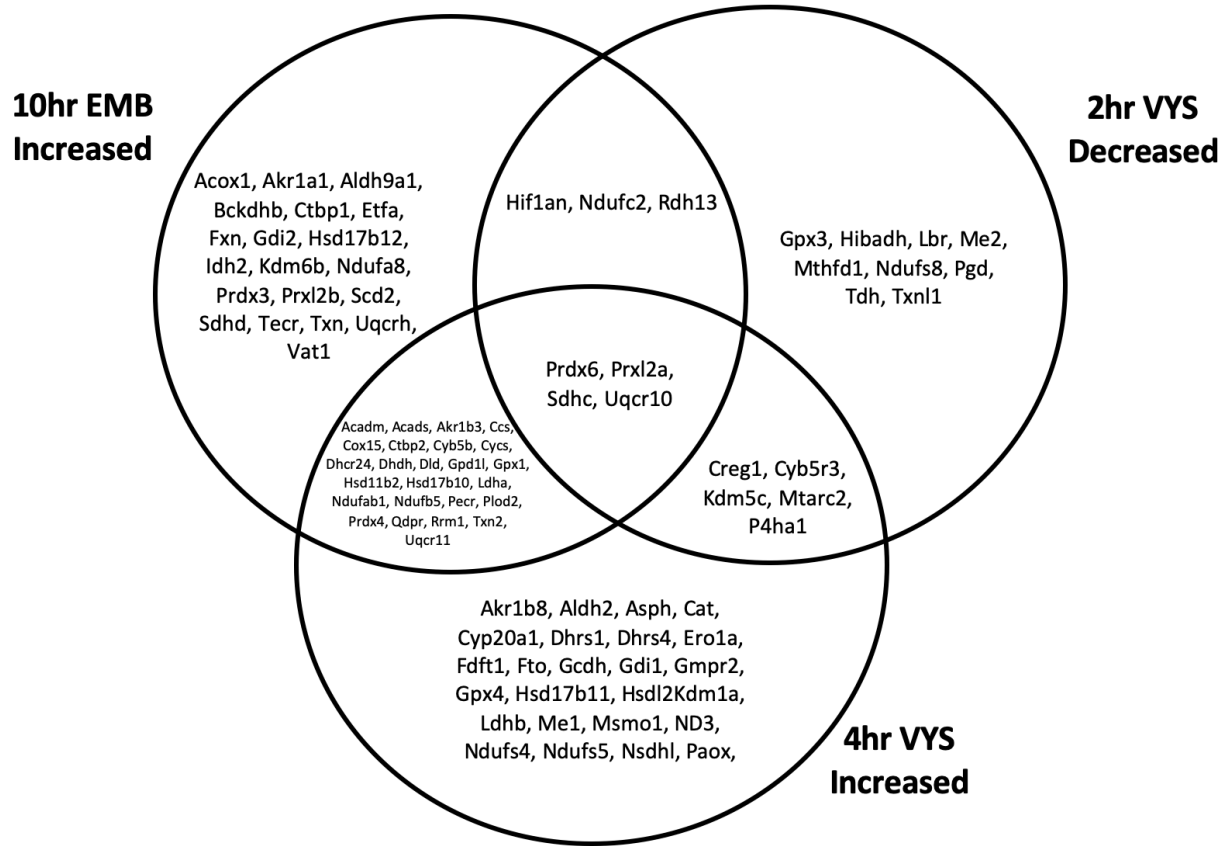 10hr EMB
Increased
2hr VYS
Decreased
Acox1, Akr1a1, Aldh9a1,
Bckdhb, Ctbp1, Etfa,
Fxn, Gdi2, Hsd17b12,
Idh2, Kdm6b, Ndufa8,
Prdx3, Prxl2b, Scd2,
Sdhd, Tecr, Txn, Uqcrh,
Vat1
Hif1an, Ndufc2, Rdh13
Gpx3, Hibadh, Lbr, Me2,
Mthfd1, Ndufs8, Pgd,
Tdh, Txnl1
Prdx6, Prxl2a,
Sdhc, Uqcr10
Acadm, Acads, Akr1b3, Ccs,
Cox15, Ctbp2, Cyb5b, Cycs,
Dhcr24, Dhdh, Dld, Gpd1l, Gpx1,
Hsd11b2, Hsd17b10, Ldha,
Ndufab1, Ndufb5, Pecr, Plod2,
Prdx4, Qdpr, Rrm1, Txn2,
Uqcr11
Creg1, Cyb5r3,
Kdm5c, Mtarc2,
P4ha1
Akr1b8, Aldh2, Asph, Cat,
Cyp20a1, Dhrs1, Dhrs4, Ero1a,
Fdft1, Fto, Gcdh, Gdi1, Gmpr2,
Gpx4, Hsd17b11, Hsdl2Kdm1a,
Ldhb, Me1, Msmo1, ND3,
Ndufs4, Ndufs5, Nsdhl, Paox,
4hr VYS
Increased